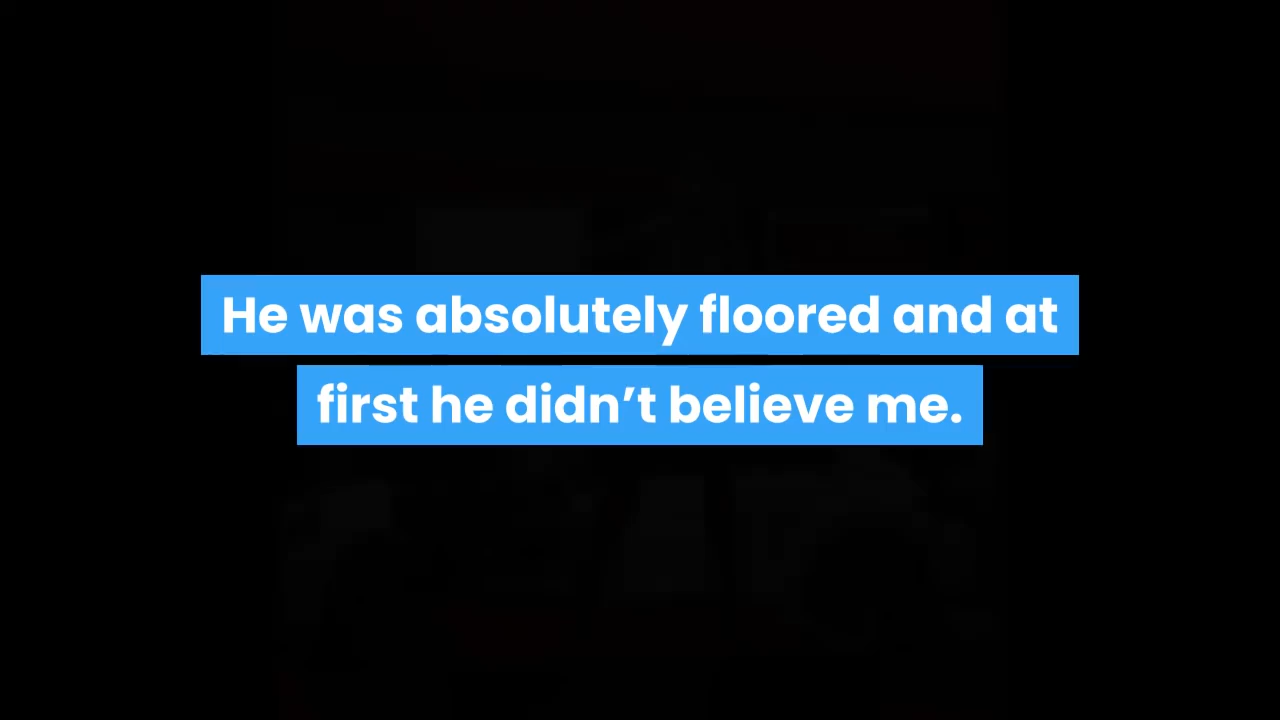 He was absolutely floored and at
first he didn’t believe me.